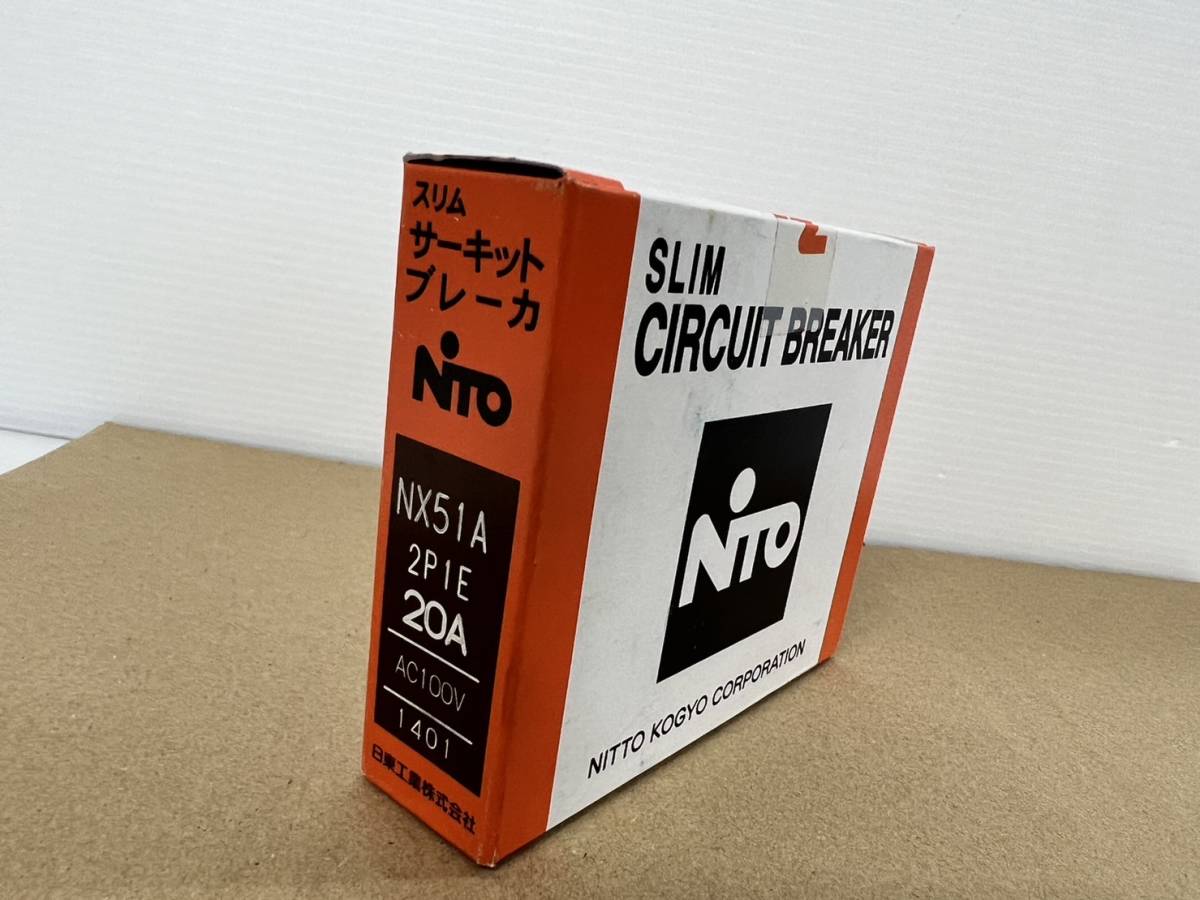 スリム
サーキット
ブレーカ
NITO
NX51A
2P1E
20A
AC100V
1401
日東工業株式会社
SLIM
CIRCUIT BREAKER
NITO
NITTO KOGYO CORPORATION